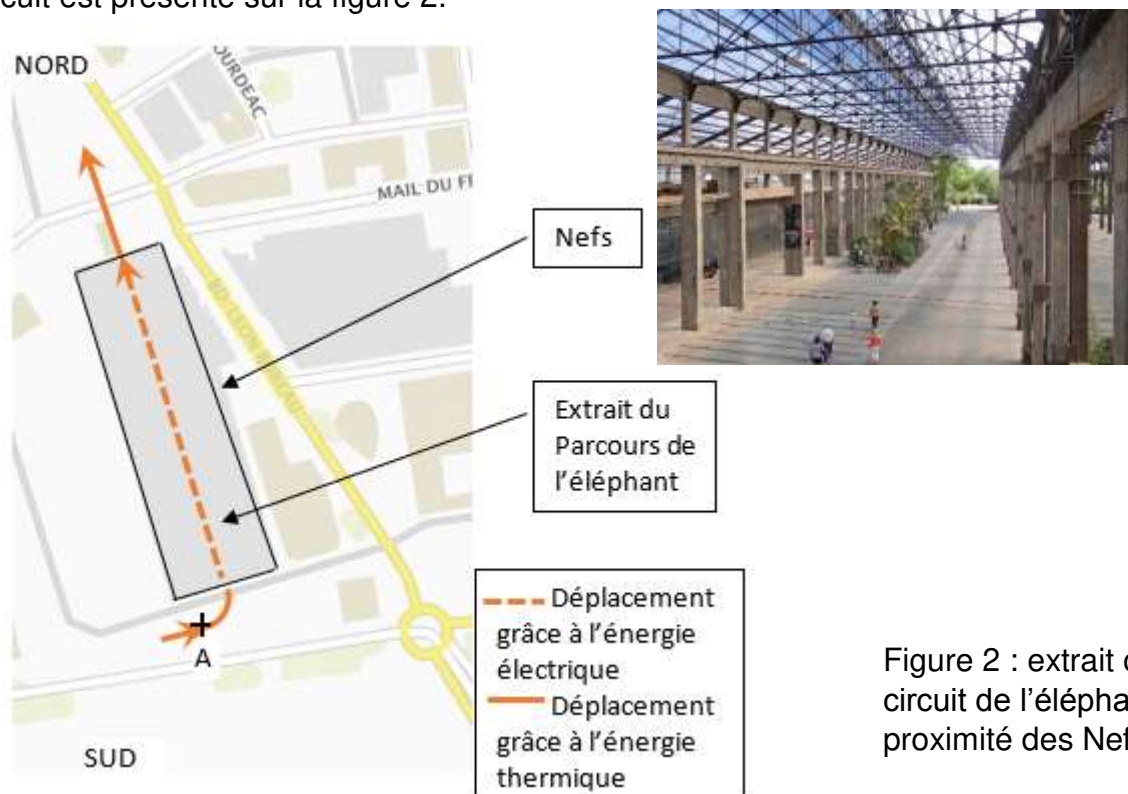 cuit est présenté sur la figure 2.
NORD
OURDEAC
MAIL DU FI
Nefs
Extrait du
Parcours de
l'éléphant
A
SUD
Déplacement
grâce à l'énergie
électrique
Déplacement
grâce à l'énergie
thermique
Figure 2 : extrait d
circuit de l'élépha
proximité des Nef